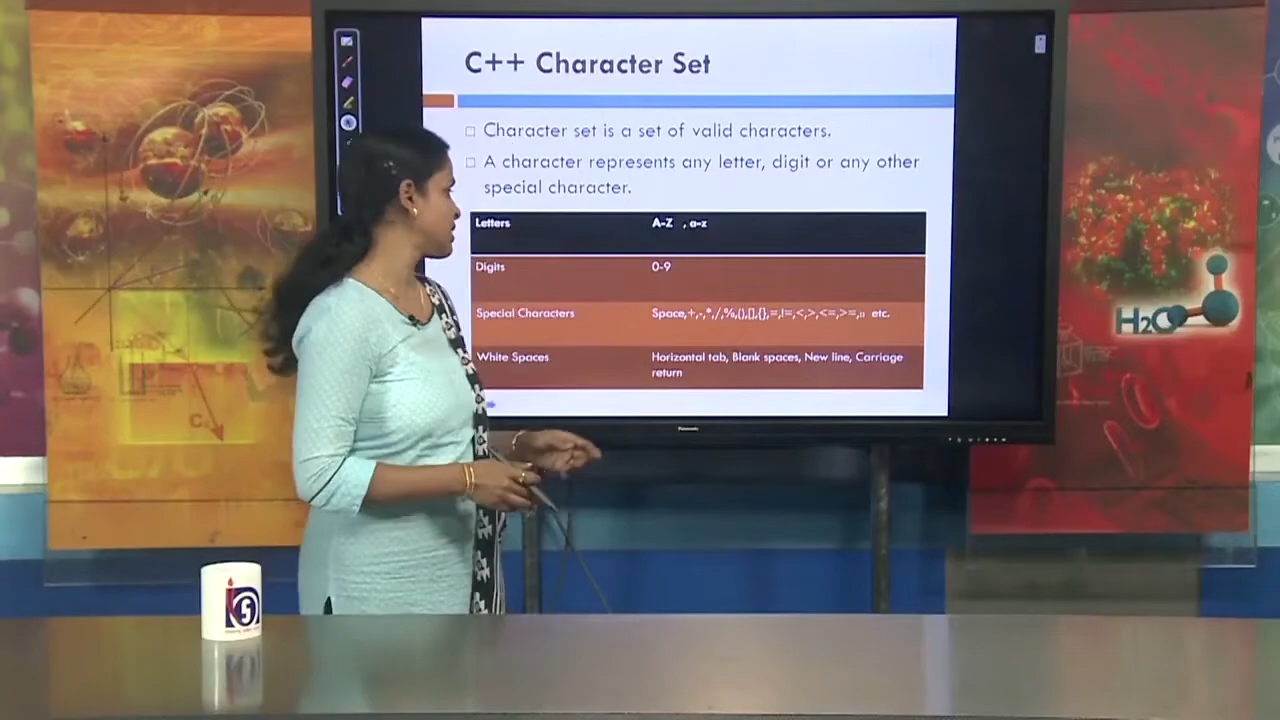 C++ Character Set
Character set is a set of valid characters.
A character represents any letter, digit or any other
special character.
Letters A-Z , a-z
Digits 0-9
Special Characters Space,+,-,*,/,%,(),[],{},=,!=,<,>,<=,>=,,, etc.
White Spaces Horizontal tab, Blank spaces, New line, Carriage
return
Panasonic
H2O
C
5